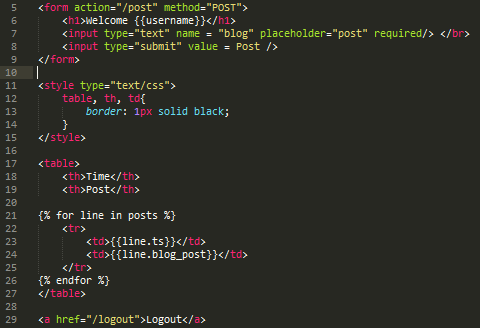 5 <form action="/post" method="POST">
6 <h1>Welcome {{username}}</h1>
7 <input type="text" name = "blog" placeholder="post" required/> </br>
8 <input type="submit" value = Post />
9 </form>
10
11 <style type="text/css">
12 table, th, td{
13 border: 1px solid black;
14 }
15 </style>
16
17 <table>
18 <th>Time</th>
19 <th>Post</th>
20
21 {% for line in posts %}
22 <tr>
23 <td>{{line.ts}}</td>
24 <td>{{line.blog_post}}</td>
25 </tr>
26 {% endfor %}
27 </table>
28
29 <a href="/logout">Logout</a>